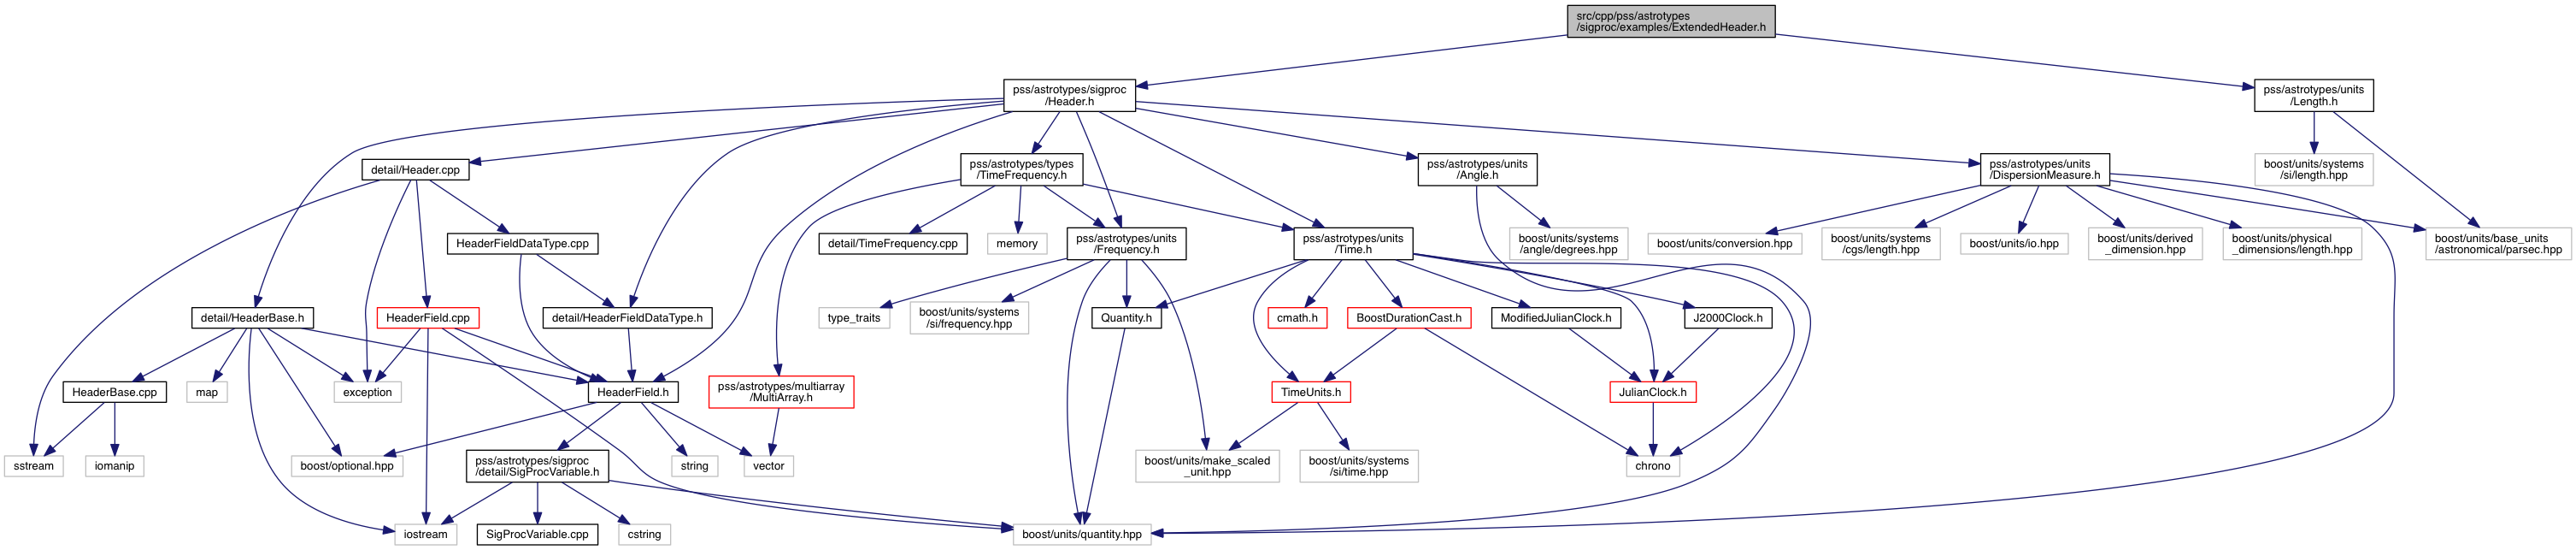 src/cpp/pss/astrotypes
/sigproc/examples/ExtendedHeader.h
pss/astrotypes/sigproc
/Header.h
pss/astrotypes/units
/Length.h
detail/Header.cpp
pss/astrotypes/types
/TimeFrequency.h
pss/astrotypes/units
/Angle.h
pss/astrotypes/units
/DispersionMeasure.h
boost/units/systems
/si/length.hpp
HeaderFieldDataType.cpp
detail/TimeFrequency.cpp
memory
pss/astrotypes/units
/Frequency.h
pss/astrotypes/units
/Time.h
boost/units/systems
/angle/degrees.hpp
boost/units/conversion.hpp
boost/units/systems
/cgs/length.hpp
boost/units/io.hpp
boost/units/derived
_dimension.hpp
boost/units/physical
_dimensions/length.hpp
boost/units/base_units
/astronomical/parsec.hpp
detail/HeaderBase.h
HeaderField.cpp
detail/HeaderFieldDataType.h
type_traits
boost/units/systems
/si/frequency.hpp
Quantity.h
cmath.h
BoostDurationCast.h
ModifiedJulianClock.h
J2000Clock.h
HeaderBase.cpp
map
exception
HeaderField.h
pss/astrotypes/multiarray
/MultiArray.h
TimeUnits.h
JulianClock.h
sstream
iomanip
boost/optional.hpp
pss/astrotypes/sigproc
/detail/SigProcVariable.h
string
vector
boost/units/make_scaled
_unit.hpp
boost/units/systems
/si/time.hpp
chrono
iostream
SigProcVariable.cpp
cstring
boost/units/quantity.hpp